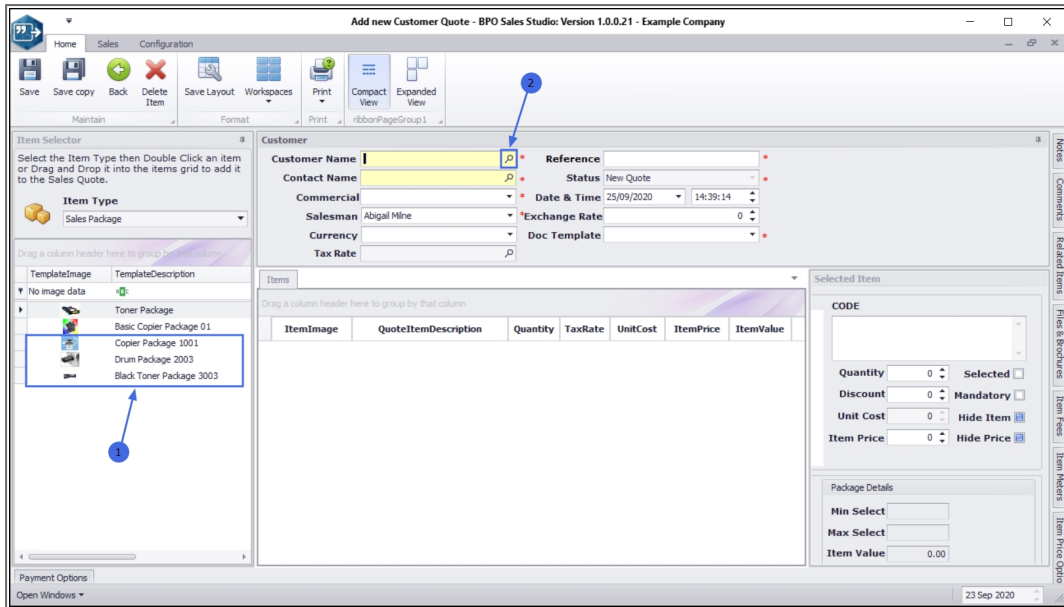 Add new Customer Quote - BPO Sales Studio: Version 1.0.0.21 - Example Company
Home Sales Configuration
Save Save copy Back Delete Item Save Layout Workspaces Print Compact View Expanded View
Maintain Format Print ribbonPageGroup1
2
Item Selector
Select the Item Type then Double Click an item
or Drag and Drop it into the items grid to add it
to the Sales Quote.
Item Type
Sales Package
Drag a column header here to group by that column
TemplateImage TemplateDescription
No image data
Toner Package
Basic Copier Package 01
Copier Package 1001
Drum Package 2003
Black Toner Package 3003
1
Customer
Customer Name * Reference *
Contact Name * Status New Quote *
Commercial * Date & Time 25/09/2020 14:39:14
Salesman Abigail Milne * Exchange Rate 0
Currency Doc Template *
Tax Rate
Items
Drag a column header here to group by that column
ItemImage QuoteItemDescription Quantity TaxRate UnitCost ItemPrice ItemValue
Selected Item
CODE
Quantity 0 Selected
Discount 0 Mandatory
Unit Cost 0 Hide Item
Item Price 0 Hide Price
Package Details
Min Select
Max Select
Item Value 0.00
Notes
Comments
Related Items
Files & Brochures
Item Fees
Item Meters
Item Price Optio
Payment Options
Open Windows
23 Sep 2020